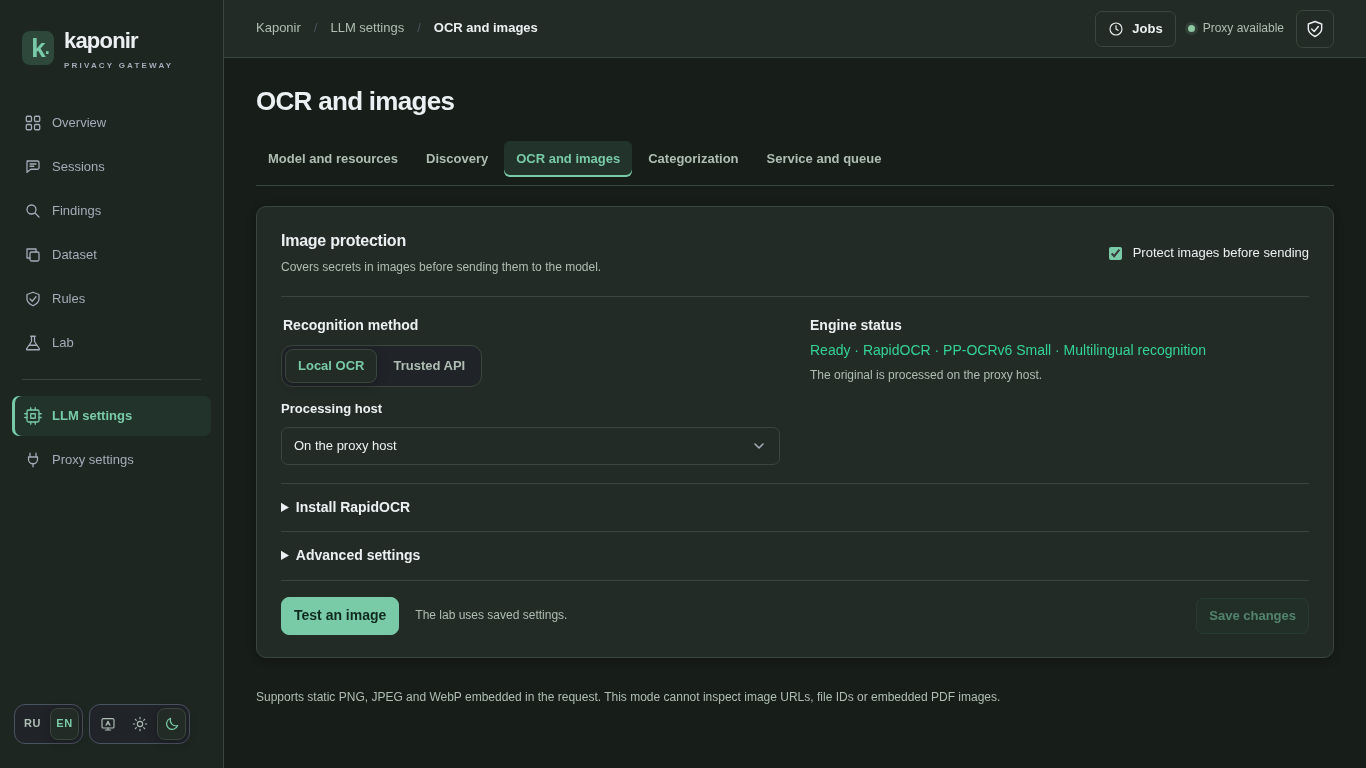 kaponir
PRIVACY GATEWAY
Overview
Sessions
Findings
Dataset
Rules
Lab
LLM settings
Proxy settings
RU EN
Kaponir / LLM settings / OCR and images
Jobs
Proxy available
OCR and images
Model and resources Discovery OCR and images Categorization Service and queue
Image protection
Covers secrets in images before sending them to the model.
Protect images before sending
Recognition method
Local OCR Trusted API
Processing host
On the proxy host
Engine status
Ready · RapidOCR · PP-OCRv6 Small · Multilingual recognition
The original is processed on the proxy host.
Install RapidOCR
Advanced settings
Test an image The lab uses saved settings. Save changes
Supports static PNG, JPEG and WebP embedded in the request. This mode cannot inspect image URLs, file IDs or embedded PDF images.